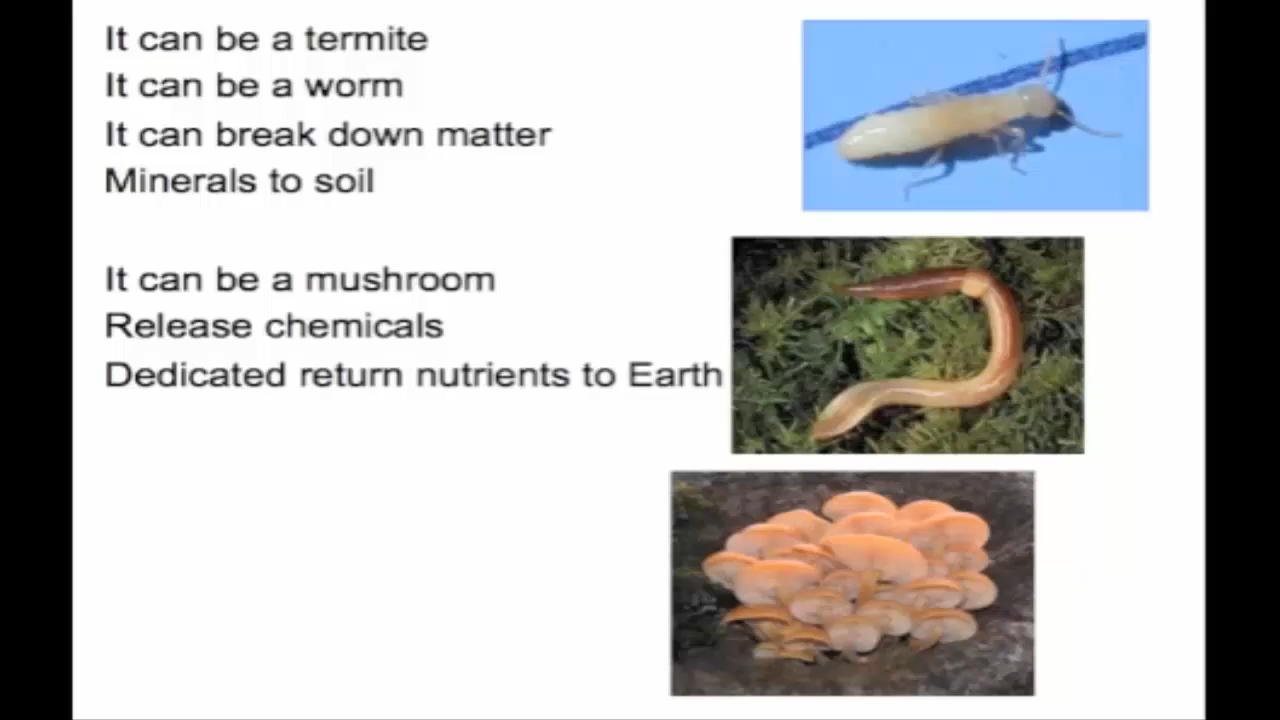 It can be a termite
It can be a worm
It can break down matter
Minerals to soil
It can be a mushroom
Release chemicals
Dedicated return nutrients to Earth